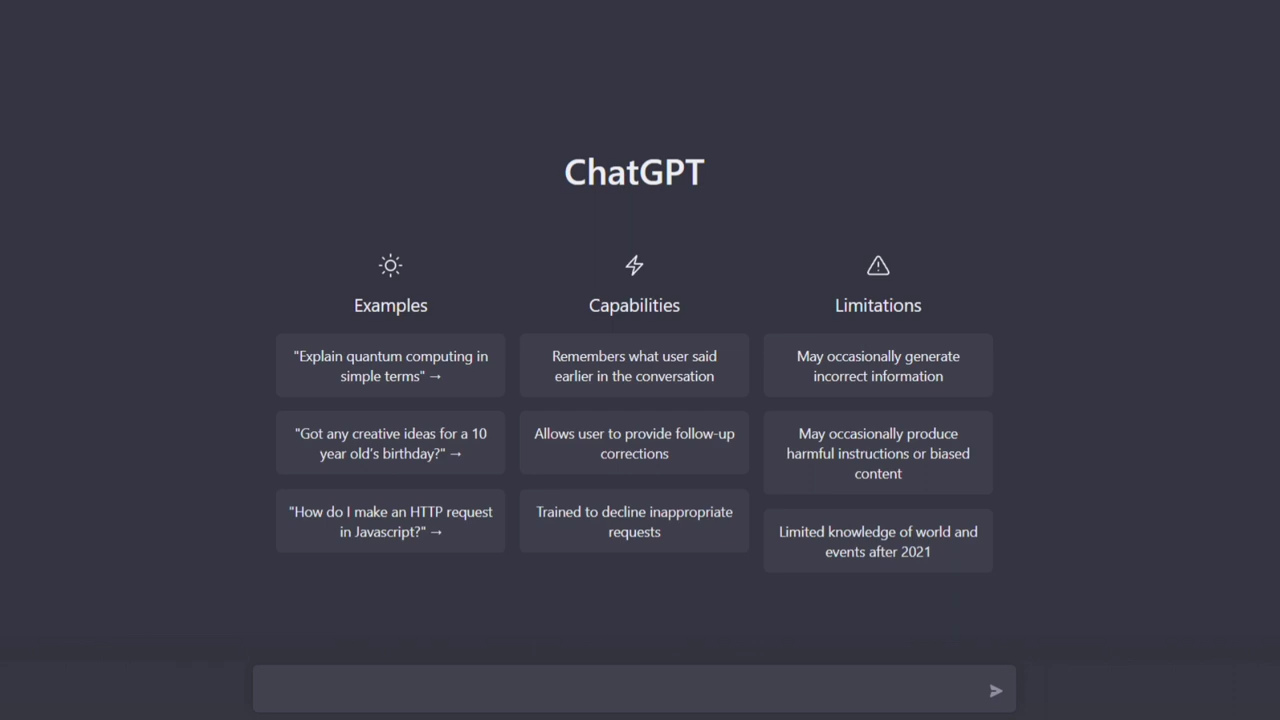 ChatGPT
Examples
"Explain quantum computing in
simple terms" →
"Got any creative ideas for a 10
year old's birthday?" →
"How do I make an HTTP request
in Javascript?" →
Capabilities
Remembers what user said
earlier in the conversation
Allows user to provide follow-up
corrections
Trained to decline inappropriate
requests
Limitations
May occasionally generate
incorrect information
May occasionally produce
harmful instructions or biased
content
Limited knowledge of world and
events after 2021